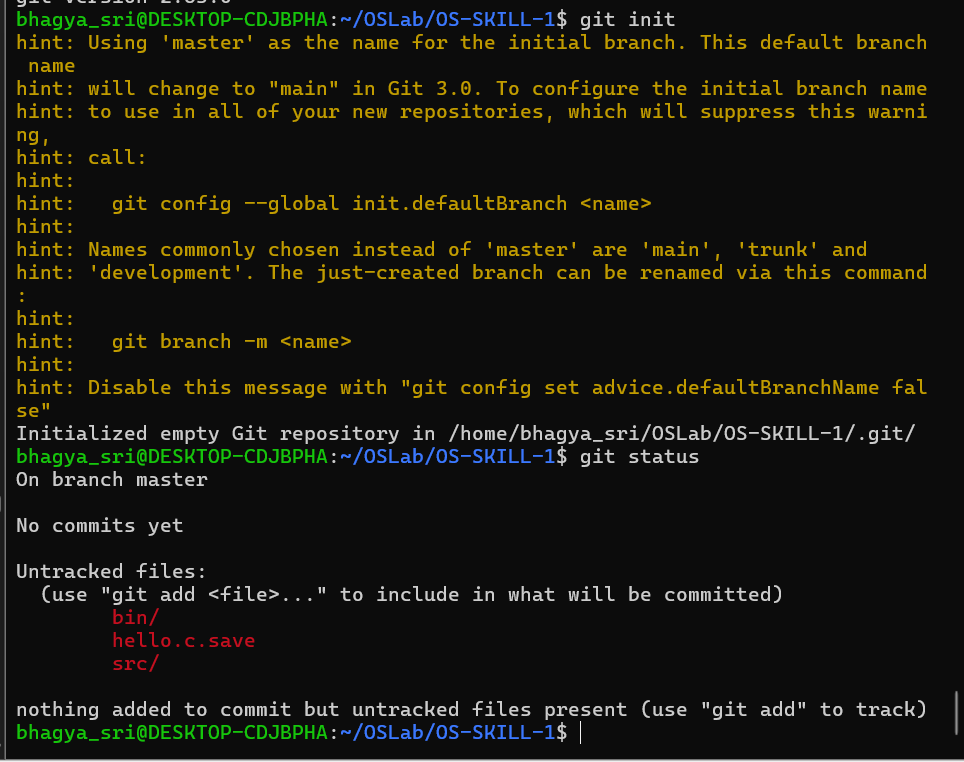 git version 2.53.0
bhagya_sri@DESKTOP-CDJBPHA:~/OSLab/OS-SKILL-1$ git init
hint: Using 'master' as the name for the initial branch. This default branch
 name
hint: will change to "main" in Git 3.0. To configure the initial branch name
hint: to use in all of your new repositories, which will suppress this warni
ng,
hint: call:
hint:
hint:   git config --global init.defaultBranch <name>
hint:
hint: Names commonly chosen instead of 'master' are 'main', 'trunk' and
hint: 'development'. The just-created branch can be renamed via this command
:
hint:
hint:   git branch -m <name>
hint:
hint: Disable this message with "git config set advice.defaultBranchName fal
se"
Initialized empty Git repository in /home/bhagya_sri/OSLab/OS-SKILL-1/.git/
bhagya_sri@DESKTOP-CDJBPHA:~/OSLab/OS-SKILL-1$ git status
On branch master

No commits yet

Untracked files:
  (use "git add <file>..." to include in what will be committed)
        bin/
        hello.c.save
        src/

nothing added to commit but untracked files present (use "git add" to track)
bhagya_sri@DESKTOP-CDJBPHA:~/OSLab/OS-SKILL-1$